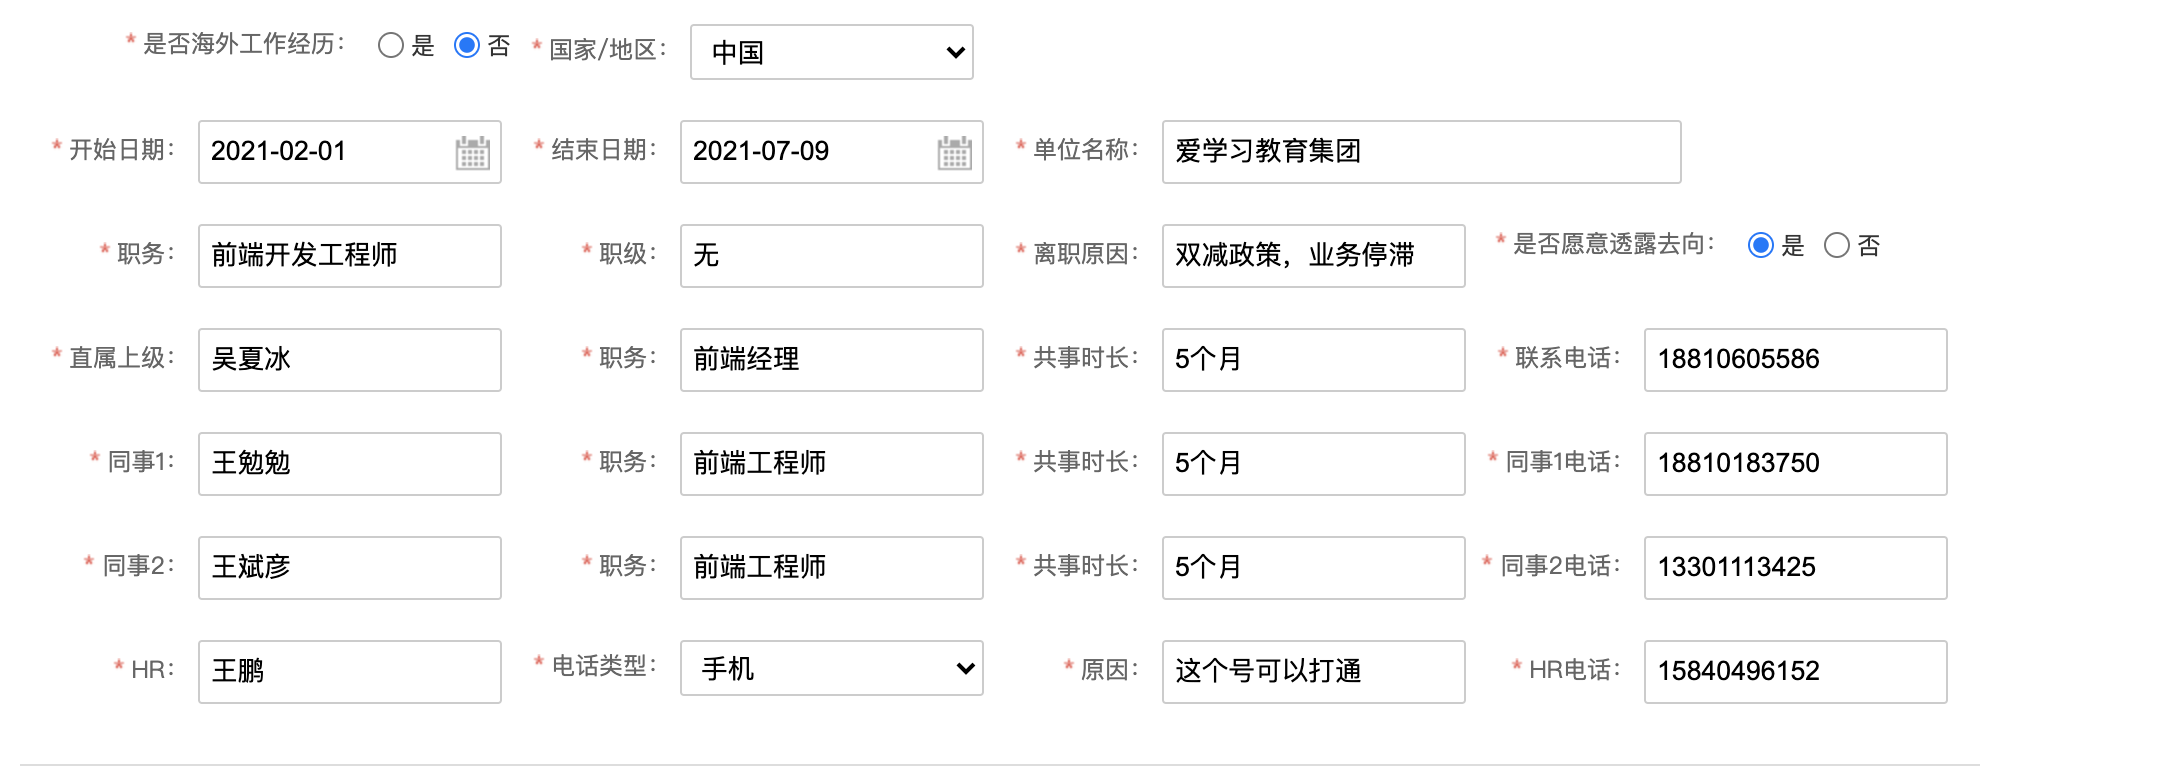 * 是否海外工作经历： 是 否 * 国家/地区： 中国
* 开始日期： 2021-02-01 * 结束日期： 2021-07-09 * 单位名称： 爱学习教育集团
* 职务： 前端开发工程师 * 职级： 无 * 离职原因： 双减政策，业务停滞 * 是否愿意透露去向： 是 否
* 直属上级： 吴夏冰 * 职务： 前端经理 * 共事时长： 5个月 * 联系电话： 18810605586
* 同事1： 王勉勉 * 职务： 前端工程师 * 共事时长： 5个月 * 同事1电话： 18810183750
* 同事2： 王斌彦 * 职务： 前端工程师 * 共事时长： 5个月 * 同事2电话： 13301113425
* HR： 王鹏 * 电话类型： 手机 * 原因： 这个号可以打通 * HR电话： 15840496152